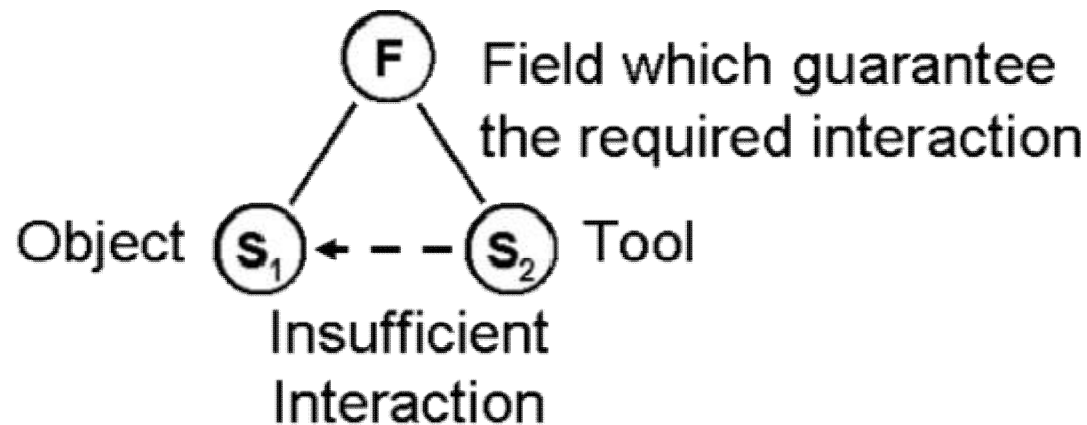 F
Field which guarantee
the required interaction
Object
S₁
S₂
Tool
Insufficient
Interaction